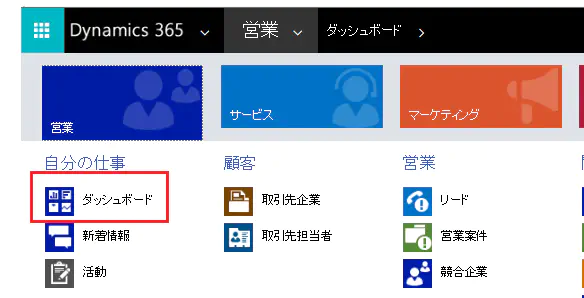 Dynamics 365 営業 ダッシュボード
営業 サービス マーケティング
自分の仕事 顧客 営業
ダッシュボード 取引先企業 リード
新着情報 取引先担当者 営業案件
活動 競合企業